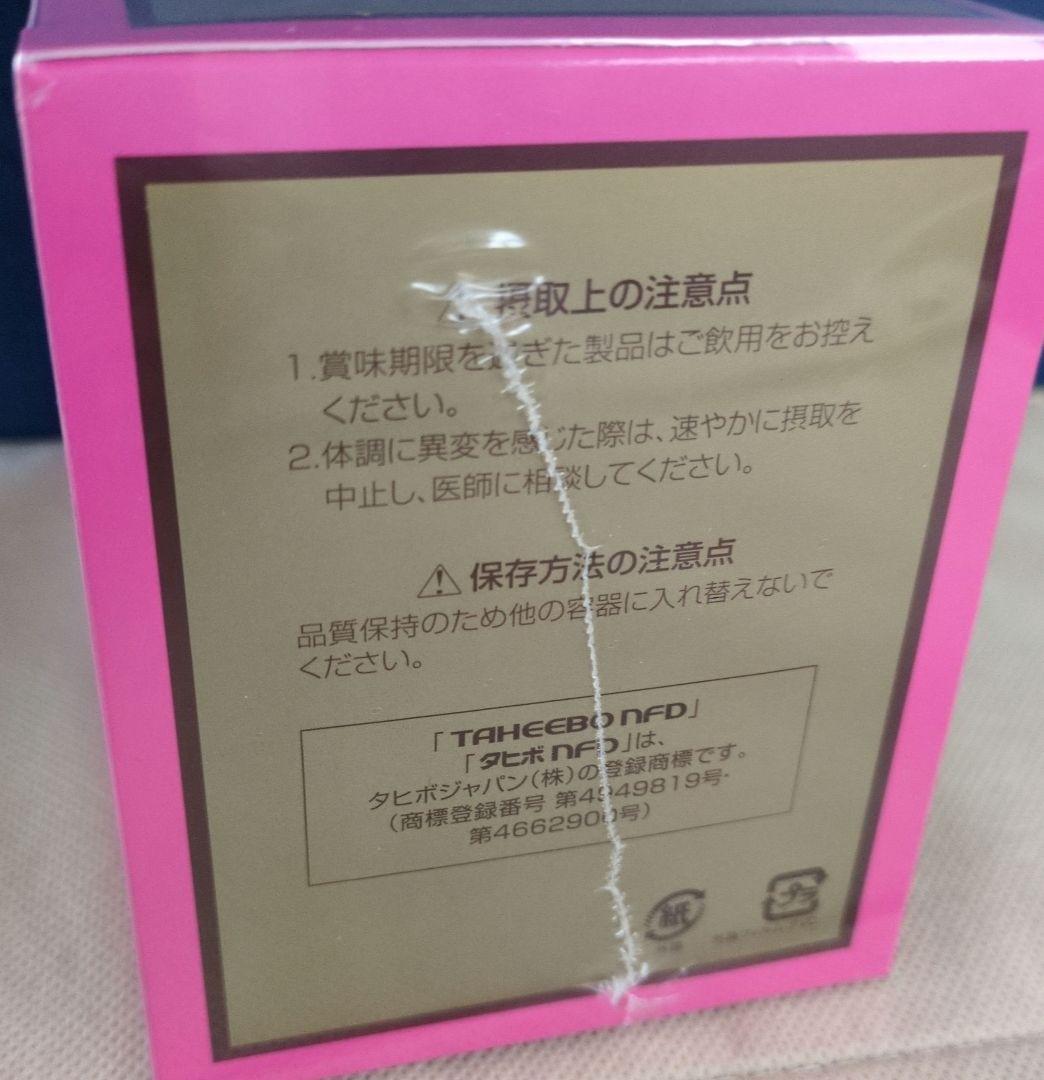 ⚠ 摂取上の注意点
1.賞味期限を過ぎた製品はご飲用をお控え
ください。
2.体調に異変を感じた際は、速やかに摂取を
中止し、医師に相談してください。
⚠ 保存方法の注意点
品質保持のため他の容器に入れ替えないで
ください。
「TAHEEBO NFD」
「タヒボNFD」は、
タヒボジャパン(株)の登録商標です。
(商標登録番号 第4949819号・
第4662900号)
紙 プラ